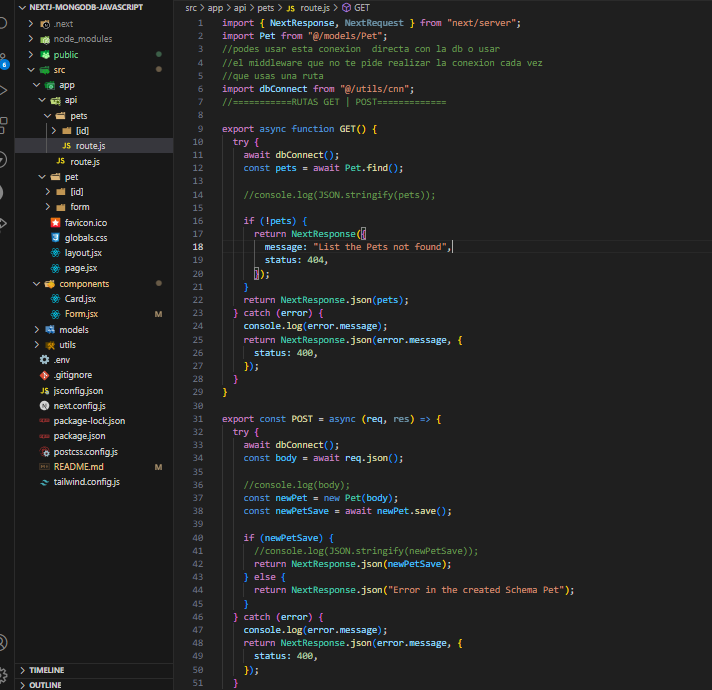 NEXTJ-MONGODB-JAVASCRIPT
.next
node_modules
public
src
app
api
pets
[id]
route.js
route.js
pet
[id]
form
favicon.ico
globals.css
layout.jsx
page.jsx
components
Card.jsx
Form.jsx M
models
utils
.env
.gitignore
jsconfig.json
next.config.js
package-lock.json
package.json
postcss.config.js
README.md M
tailwind.config.js
TIMELINE
OUTLINE
6
src > app > api > pets > JS route.js > GET
1 import { NextResponse, NextRequest } from "next/server";
2 import Pet from "@/models/Pet";
3 //podes usar esta conexion  directa con la db o usar
4 //el middleware que no te pide realizar la conexion cada vez
5 //que usas una ruta
6 import dbConnect from "@/utils/cnn";
7 //===========RUTAS GET | POST=============
8
9 export async function GET() {
10 try {
11 await dbConnect();
12 const pets = await Pet.find();
13
14 //console.log(JSON.stringify(pets));
15
16 if (!pets) {
17 return NextResponse({
18 message: "List the Pets not found",
19 status: 404,
20 });
21 }
22 return NextResponse.json(pets);
23 } catch (error) {
24 console.log(error.message);
25 return NextResponse.json(error.message, {
26 status: 400,
27 });
28 }
29 }
30
31 export const POST = async (req, res) => {
32 try {
33 await dbConnect();
34 const body = await req.json();
35
36 //console.log(body);
37 const newPet = new Pet(body);
38 const newPetSave = await newPet.save();
39
40 if (newPetSave) {
41 //console.log(JSON.stringify(newPetSave));
42 return NextResponse.json(newPetSave);
43 } else {
44 return NextResponse.json("Error in the created Schema Pet");
45 }
46 } catch (error) {
47 console.log(error.message);
48 return NextResponse.json(error.message, {
49 status: 400,
50 });
51 }